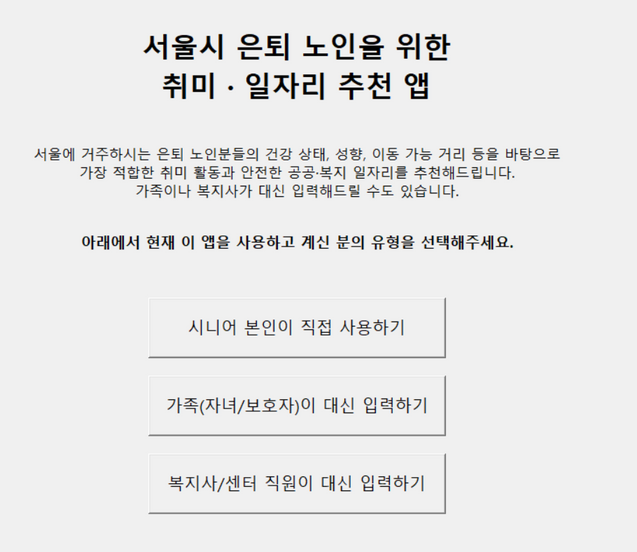 서울시 은퇴 노인을 위한
취미 · 일자리 추천 앱
서울에 거주하시는 은퇴 노인분들의 건강 상태, 성향, 이동 가능 거리 등을 바탕으로
가장 적합한 취미 활동과 안전한 공공·복지 일자리를 추천해드립니다.
가족이나 복지사가 대신 입력해드릴 수도 있습니다.
아래에서 현재 이 앱을 사용하고 계신 분의 유형을 선택해주세요.
시니어 본인이 직접 사용하기
가족(자녀/보호자)이 대신 입력하기
복지사/센터 직원이 대신 입력하기